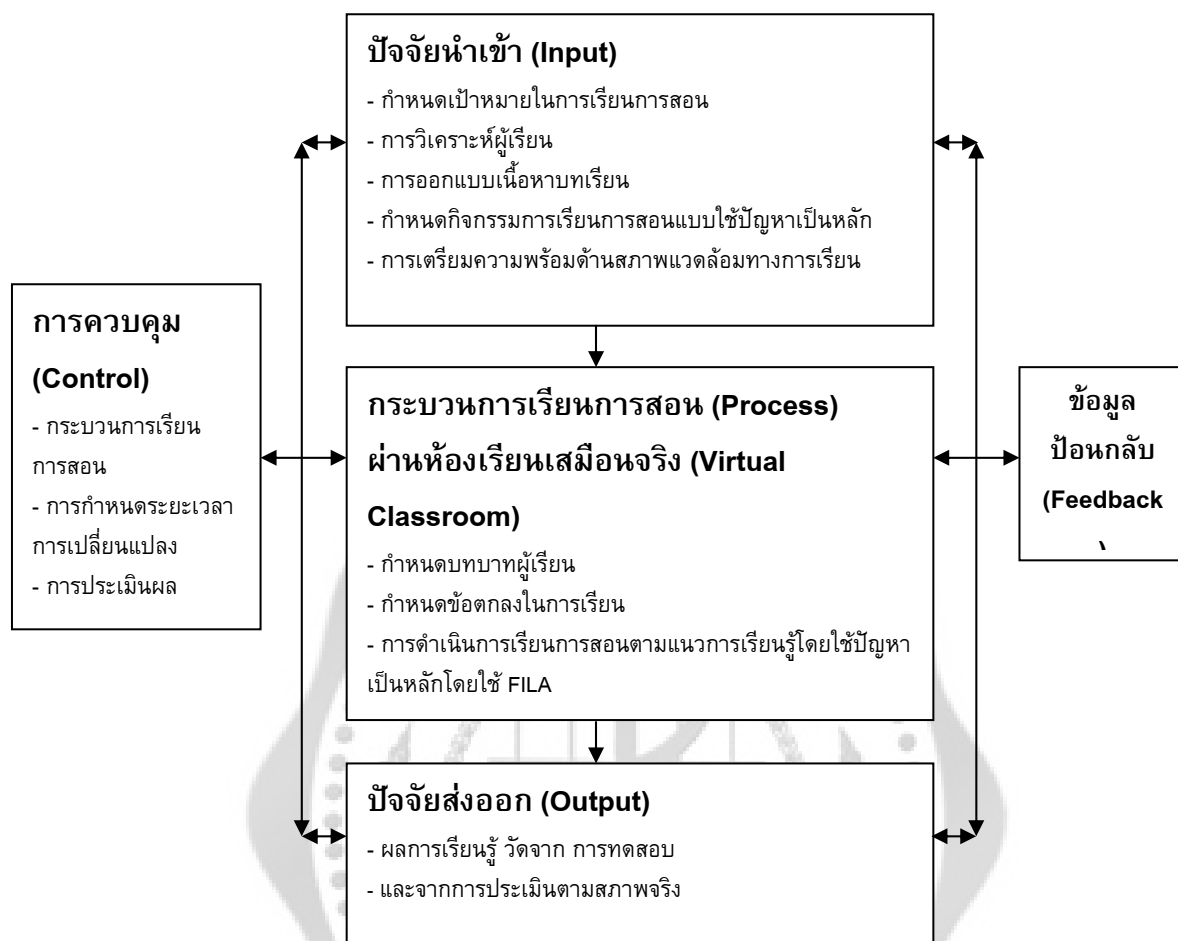 ปัจจัยนำเข้า (Input)
- กำหนดเป้าหมายในการเรียนการสอน
- การวิเคราะห์ผู้เรียน
- การออกแบบเนื้อหาบทเรียน
- กำหนดกิจกรรมการเรียนการสอนแบบใช้ปัญหาเป็นหลัก
- การเตรียมความพร้อมด้านสภาพแวดล้อมทางการเรียน
การควบคุม
(Control)
- กระบวนการเรียน
การสอน
- การกำหนดระยะเวลา
การเปลี่ยนแปลง
- การประเมินผล
กระบวนการเรียนการสอน (Process)
ผ่านห้องเรียนเสมือนจริง (Virtual
Classroom)
- กำหนดบทบาทผู้เรียน
- กำหนดข้อตกลงในการเรียน
- การดำเนินการเรียนการสอนตามแนวการเรียนรู้โดยใช้ปัญหา
เป็นหลักโดยใช้ FILA
ข้อมูล
ป้อนกลับ
(Feedback
)
ปัจจัยส่งออก (Output)
- ผลการเรียนรู้ วัดจาก การทดสอบ
- และจากการประเมินตามสภาพจริง